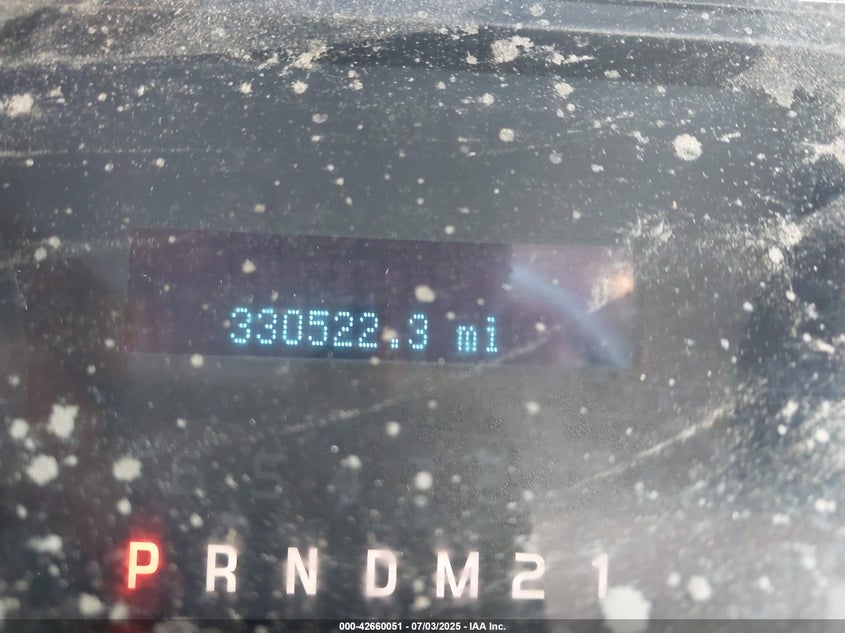 330522.3 mi
P R N D M 2 1
000-42660051 - 07/03/2025 - IAA Inc.